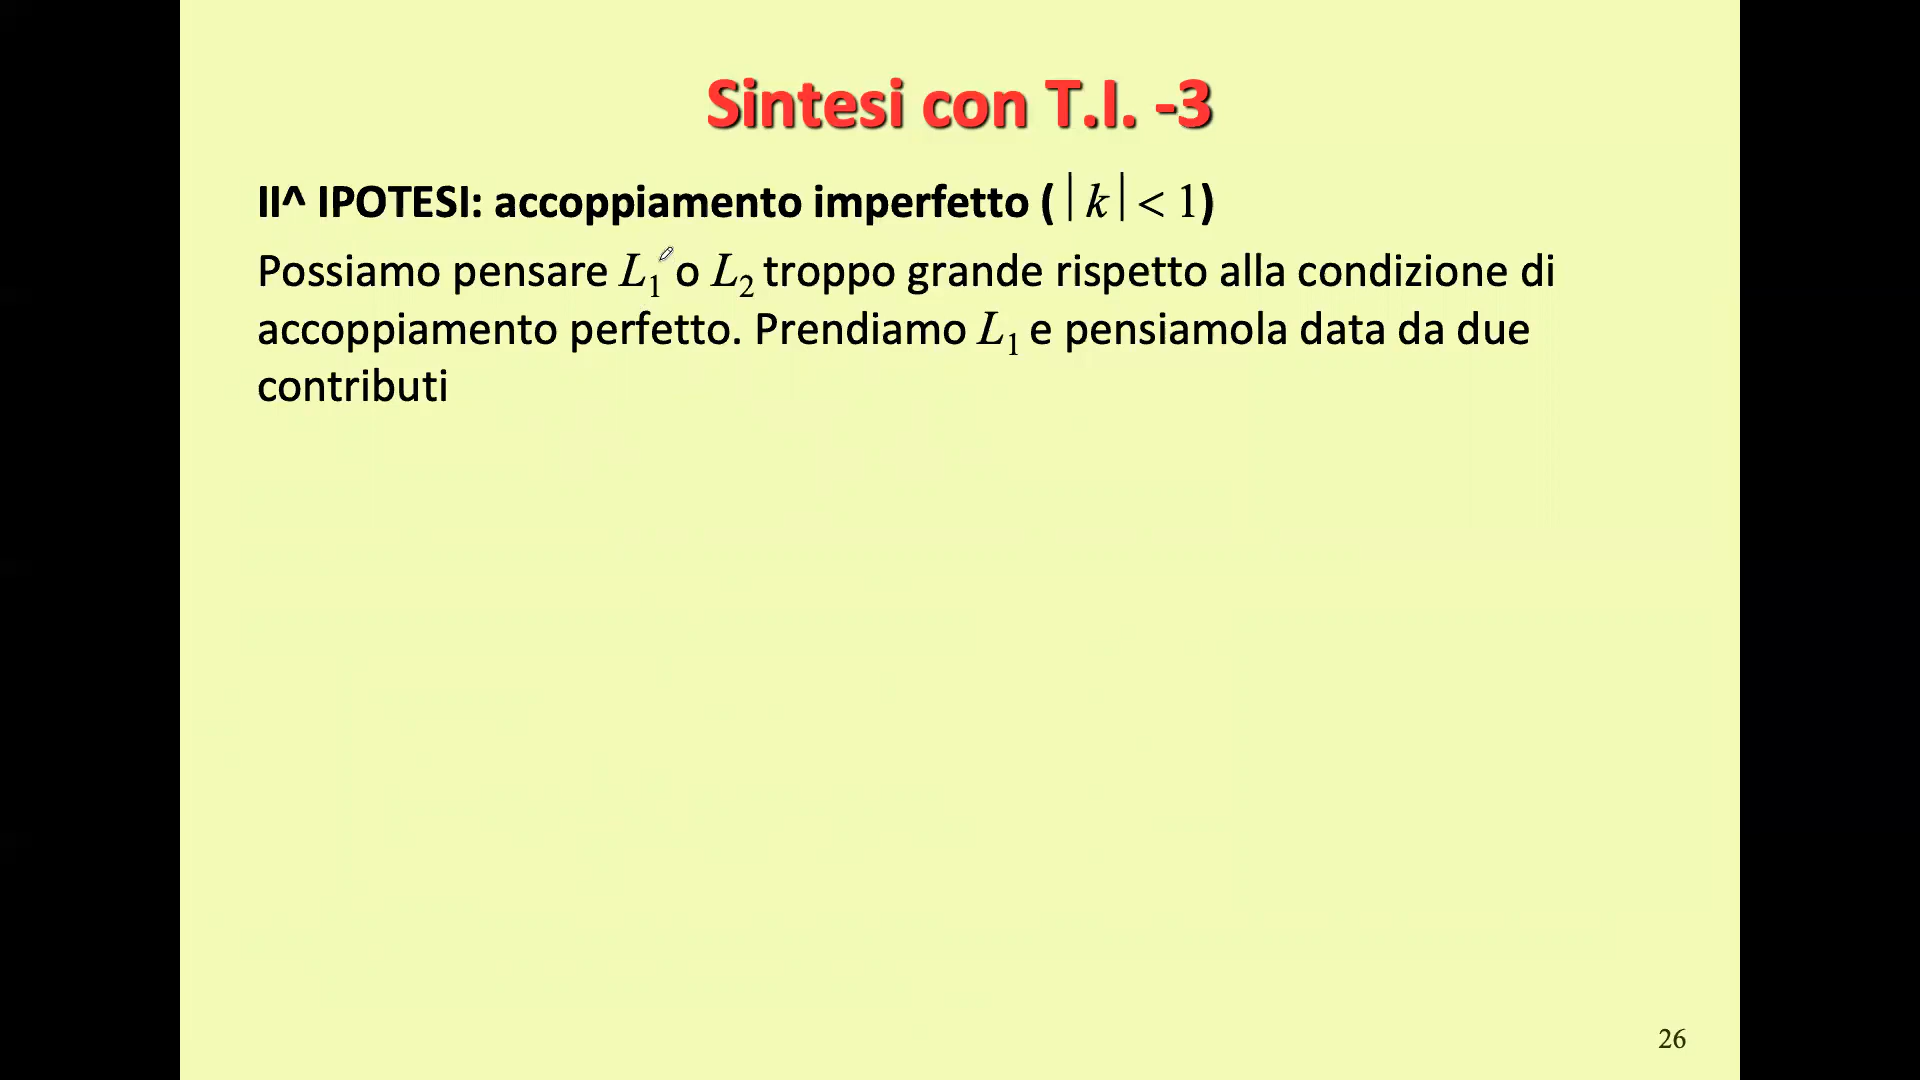 Sintesi con T.I. -3
II^ IPOTESI: accoppiamento imperfetto (|k| < 1)
Possiamo pensare L₁ o L₂ troppo grande rispetto alla condizione di
accoppiamento perfetto. Prendiamo L₁ e pensiamola data da due
contributi
26